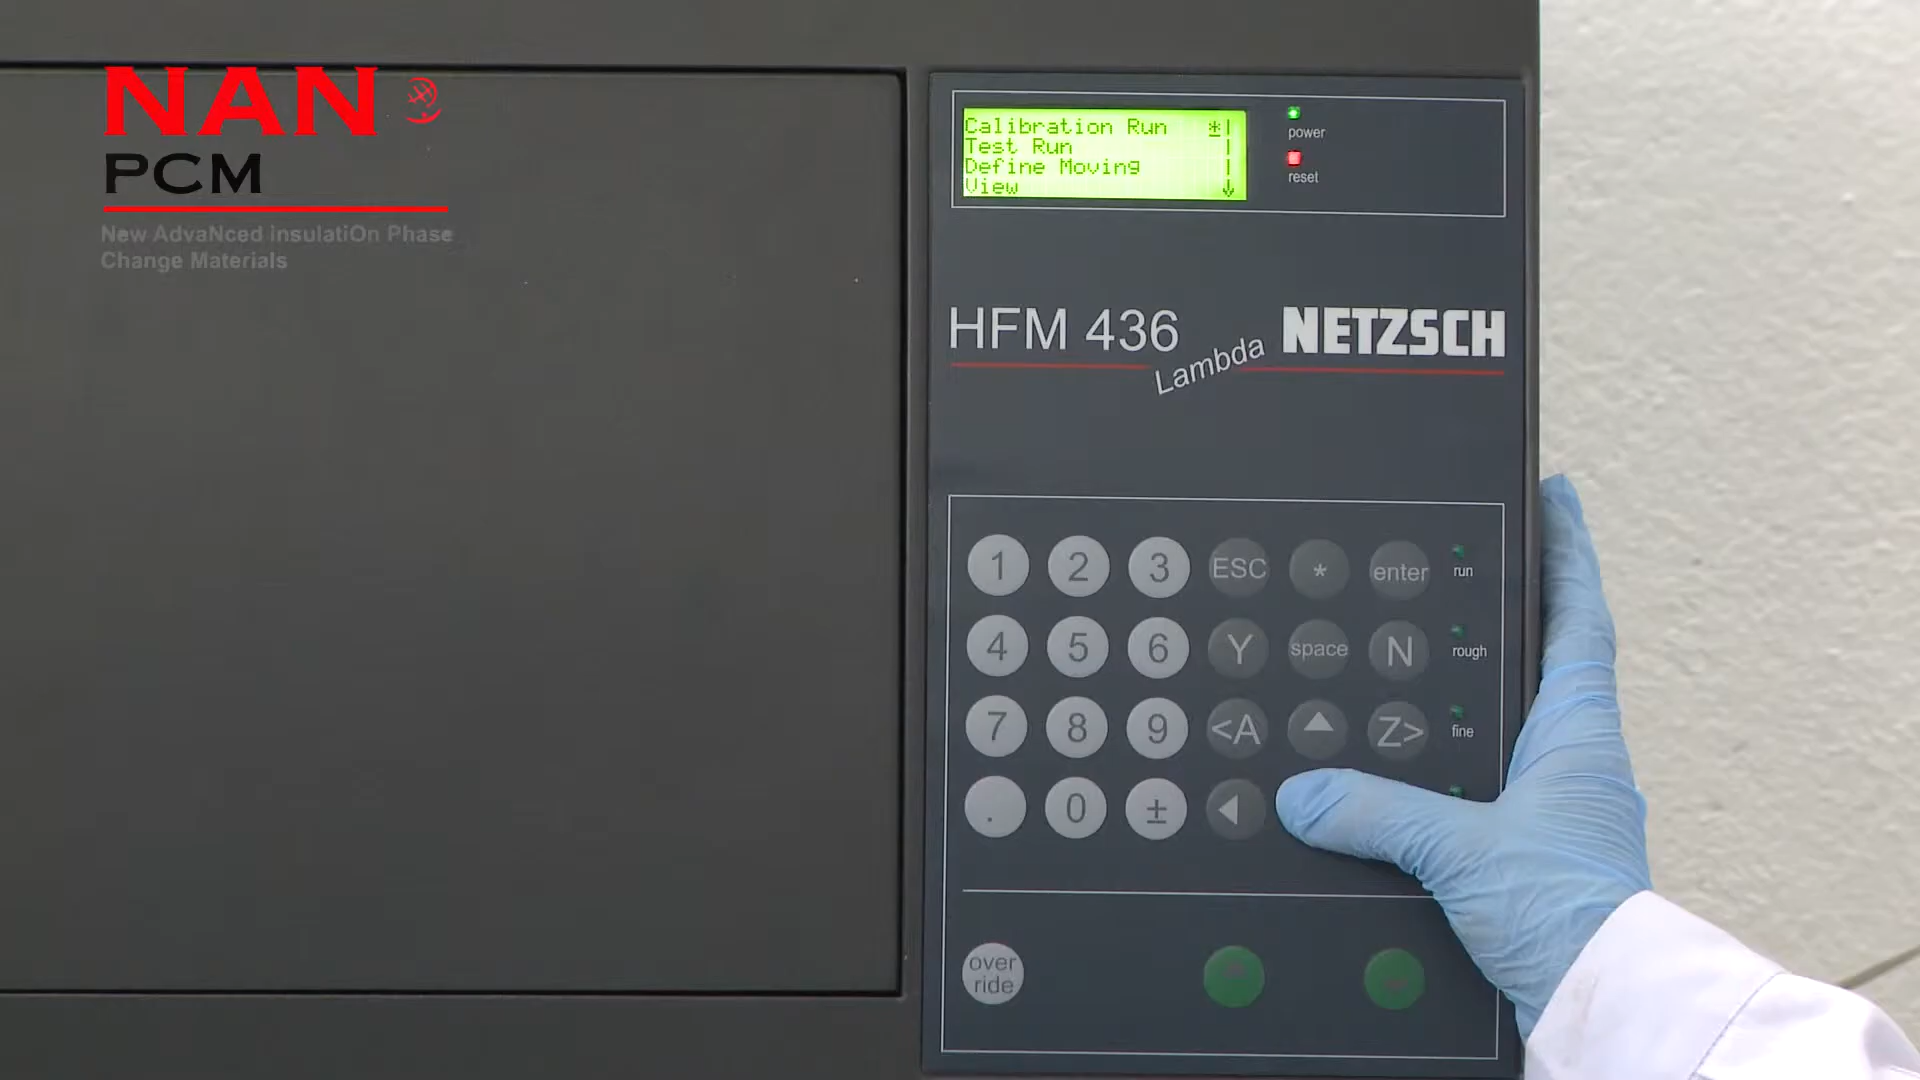 NAN
PCM
New AdvaNced insulatiOn Phase
Change Materials
Calibration Run *
Test Run
Define Moving
View
power
reset
HFM 436
Lambda
NETZSCH
1 2 3 ESC * enter run
4 5 6 Y space N rough
7 8 9 <A Z> fine
. 0 ±
over
ride